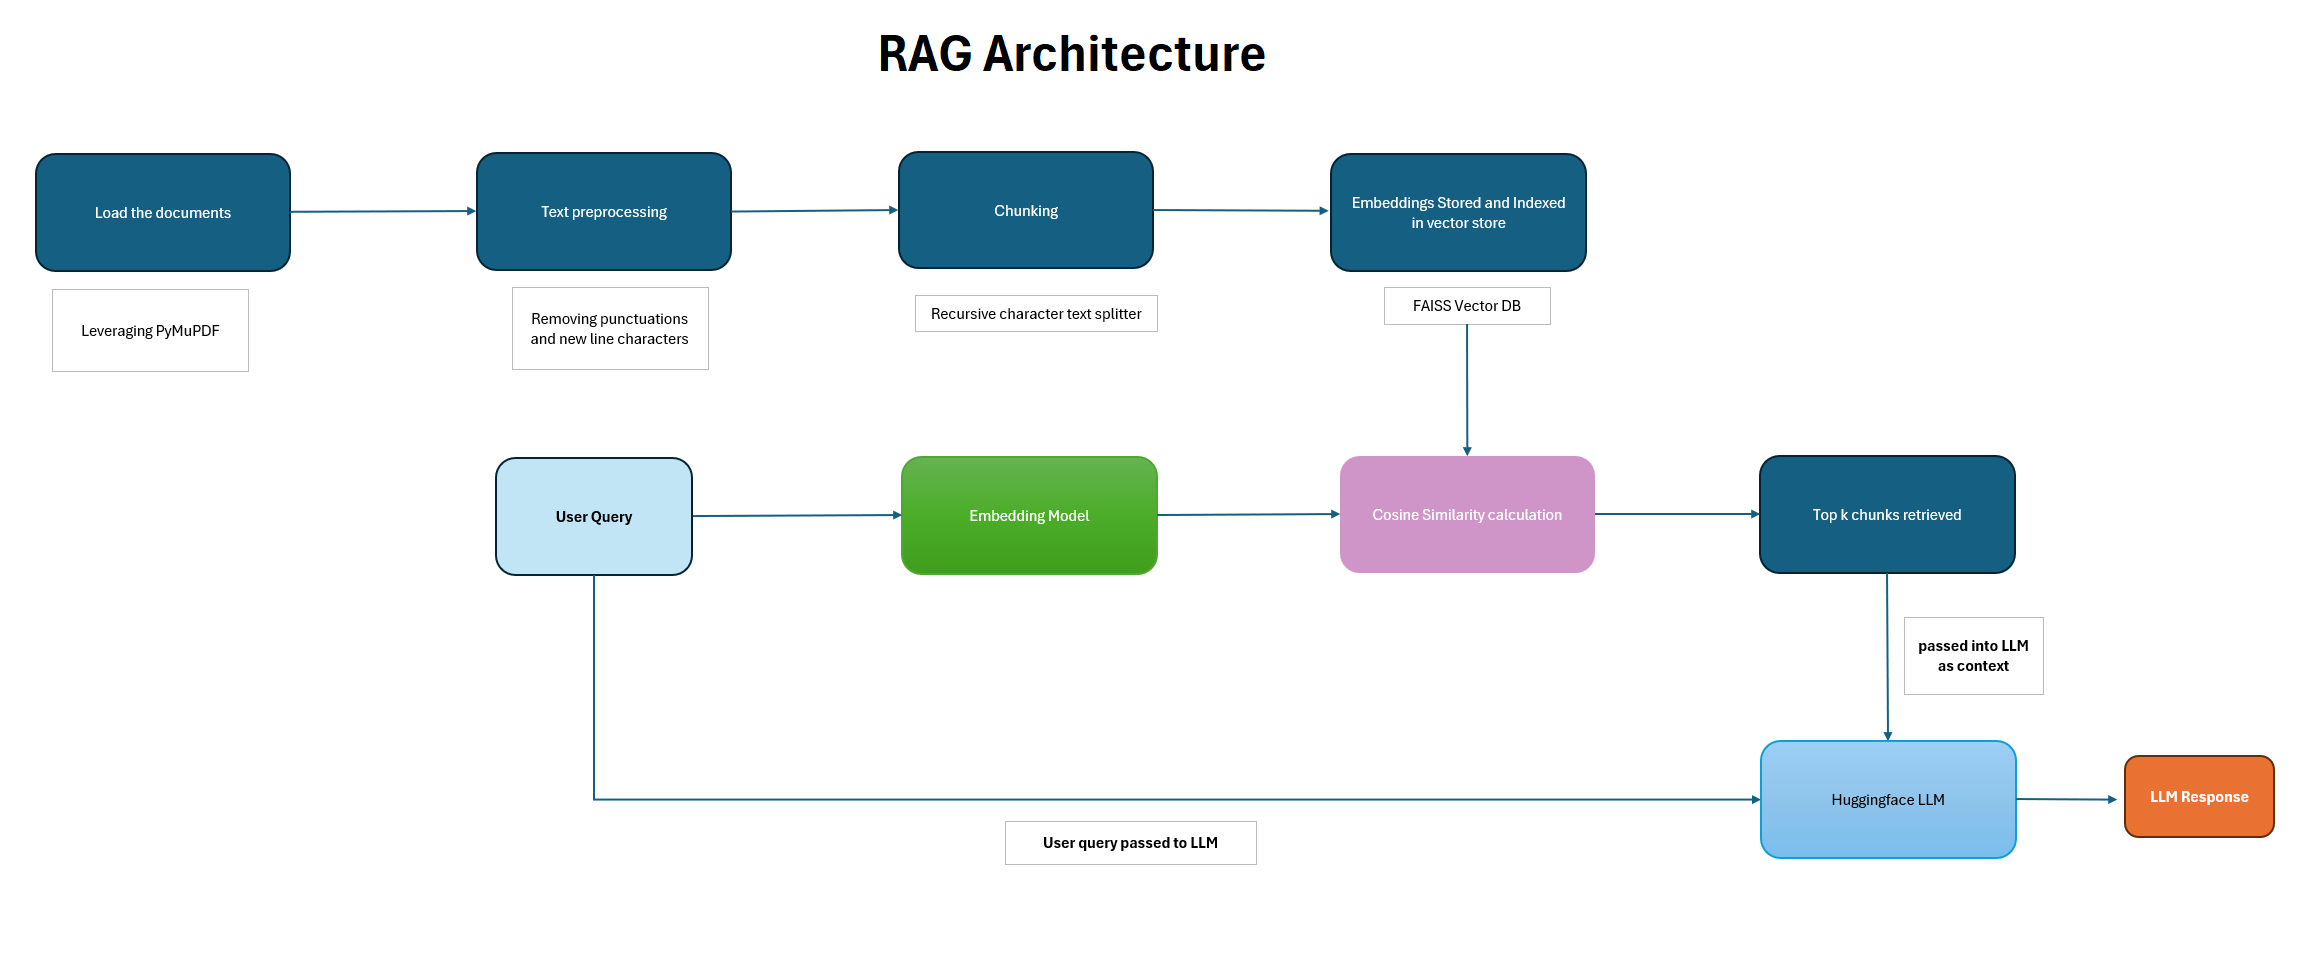 RAG Architecture
Load the documents
Text preprocessing
Chunking
Embeddings Stored and Indexed
in vector store
Leveraging PyMuPDF
Removing punctuations
and new line characters
Recursive character text splitter
FAISS Vector DB
User Query
Embedding Model
Cosine Similarity calculation
Top k chunks retrieved
passed into LLM
as context
Huggingface LLM
LLM Response
User query passed to LLM